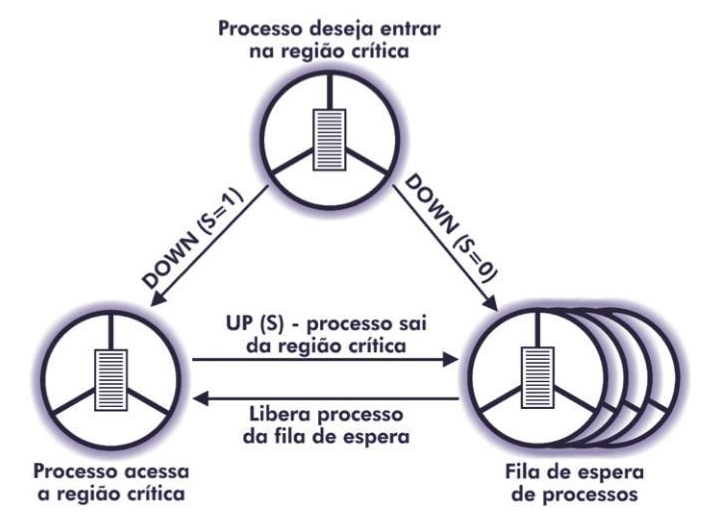 Processo deseja entrar
na região crítica
DOWN (S=1)
DOWN (S=0)
UP (S) - processo sai
da região crítica
Libera processo
da fila de espera
Processo acessa
a região crítica
Fila de espera
de processos